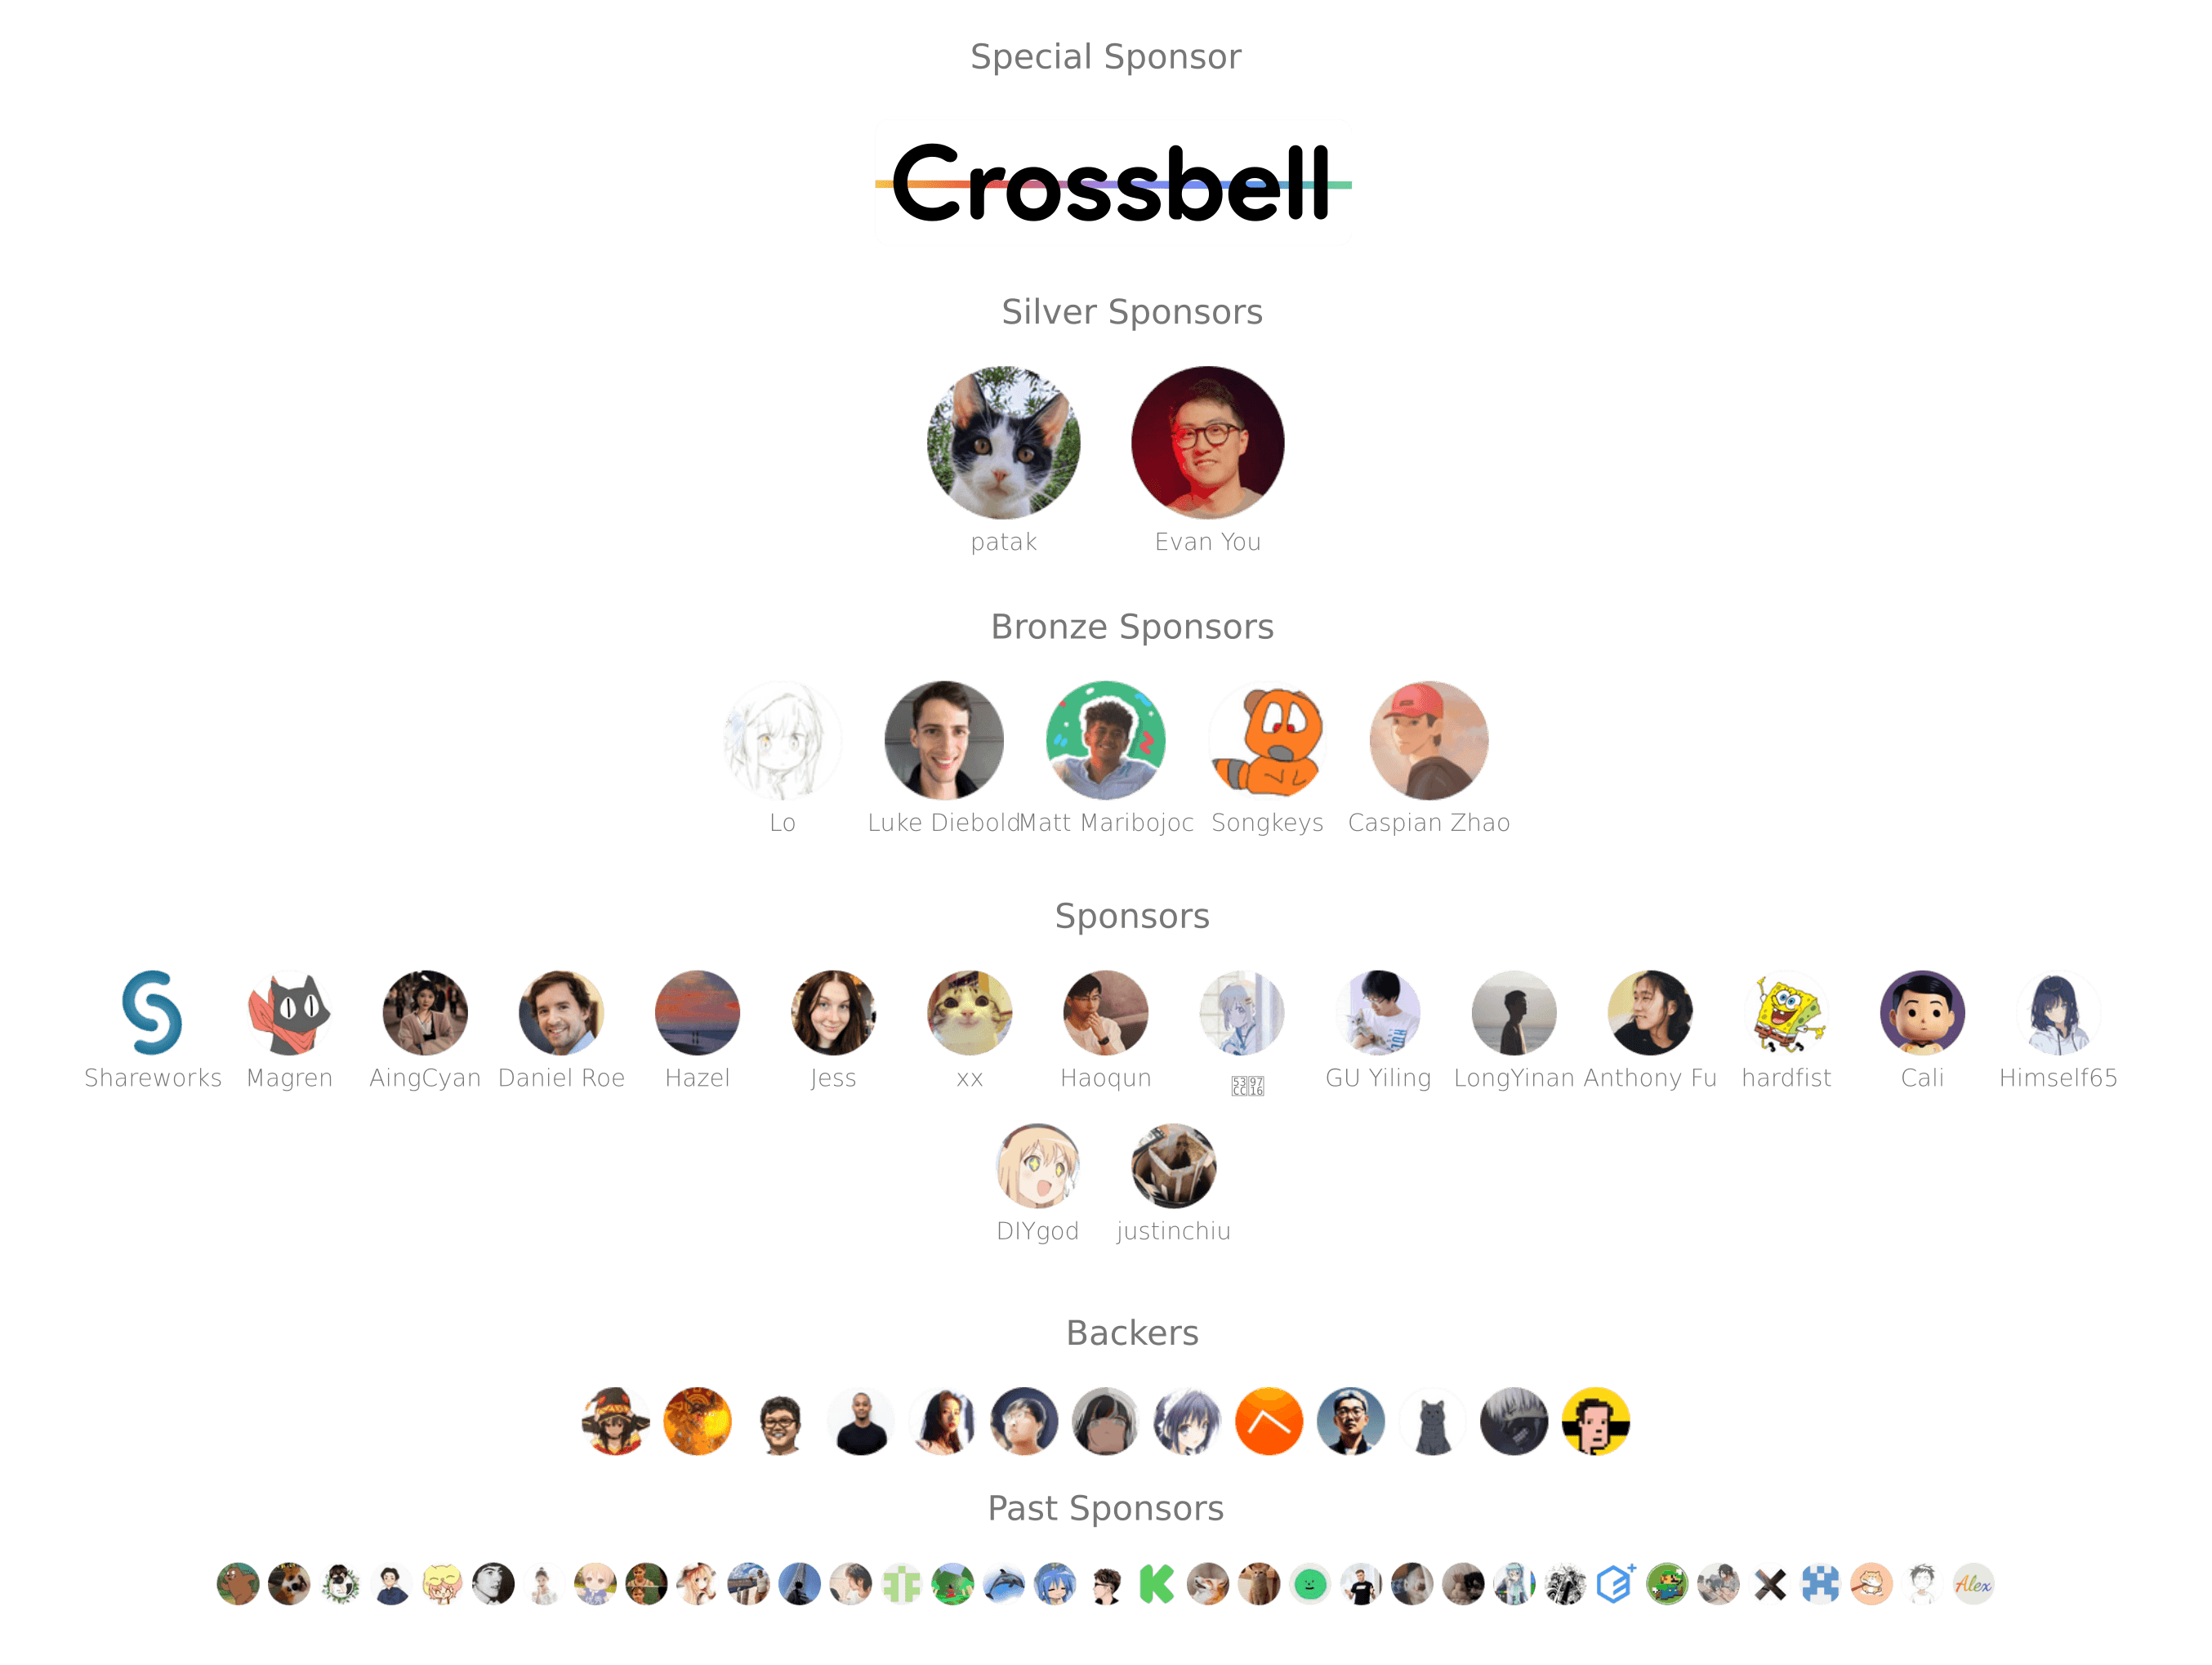 Special Sponsor
Crossbell
Silver Sponsors
patak Evan You
Bronze Sponsors
Lo Luke Diebold Matt Maribojoc Songkeys Caspian Zhao
Sponsors
Shareworks Magren AingCyan Daniel Roe Hazel Jess xx Haoqun GU Yiling LongYinan Anthony Fu hardfist Cali Himself65
DIYgod justinchiu
Backers
Past Sponsors
Alex